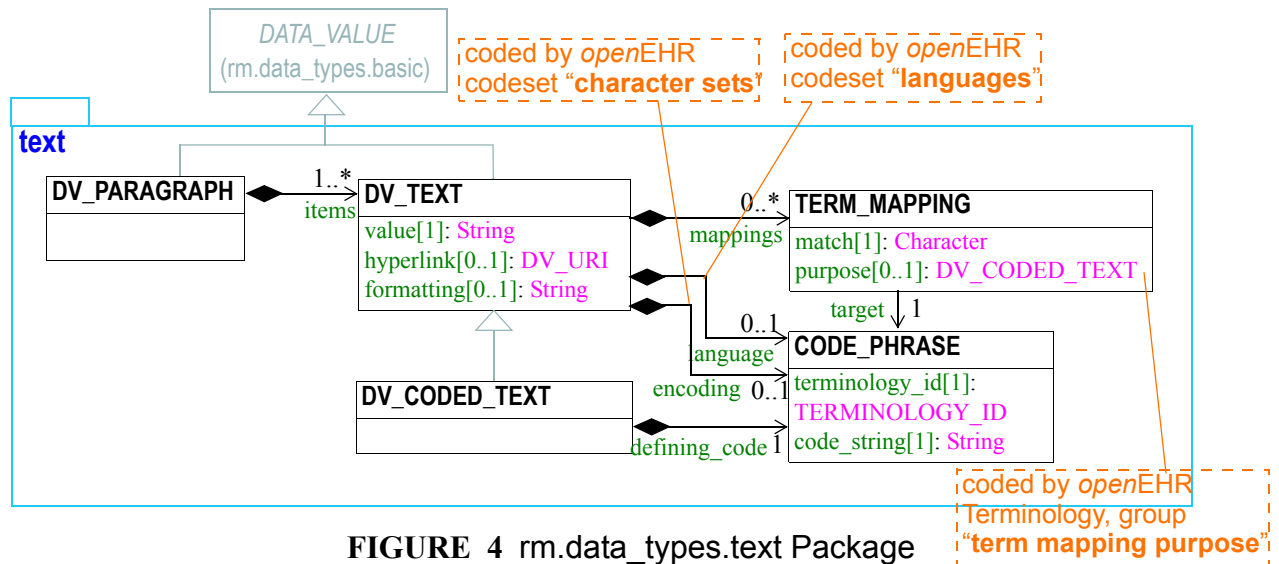 DATA_VALUE
(rm.data_types.basic)
coded by openEHR
codeset “character sets”
coded by openEHR
codeset “languages”
text
DV_PARAGRAPH
1..*
items
DV_TEXT
value[1]: String
hyperlink[0..1]: DV_URI
formatting[0..1]: String
0..*
mappings
TERM_MAPPING
match[1]: Character
purpose[0..1]: DV_CODED_TEXT
target
1
0..1
language
encoding
0..1
CODE_PHRASE
terminology_id[1]:
TERMINOLOGY_ID
code_string[1]: String
DV_CODED_TEXT
defining_code
1
coded by openEHR
Terminology, group
“term mapping purpose”
FIGURE 4 rm.data_types.text Package